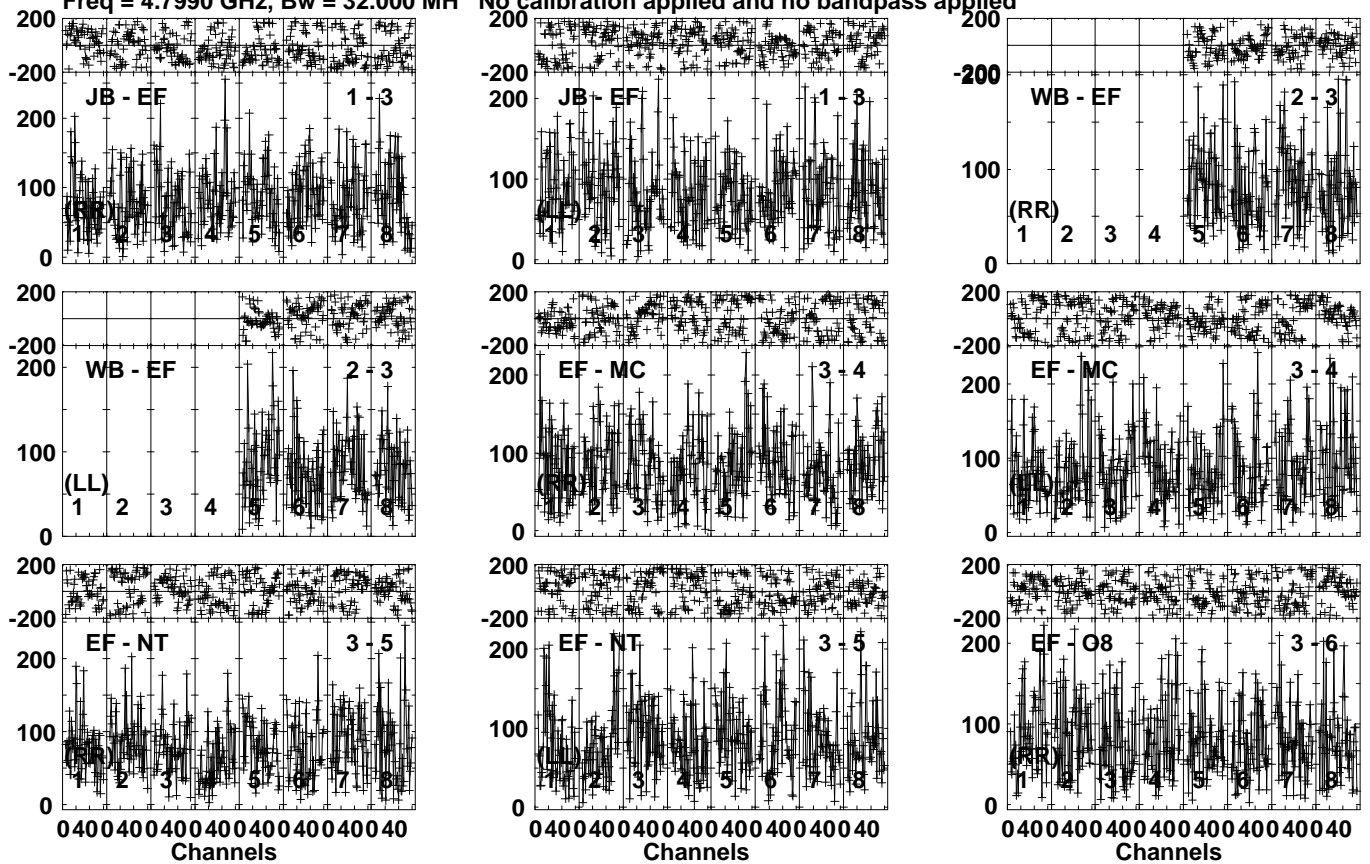 Freq = 4.7990 GHz, Bw = 32.000 MH No calibration applied and no bandpass applied
200 200 200
-200 -200 -200
JB - EF 1 - 3 JB - EF 1 - 3 WB - EF 2 - 3
200 200 200
100 100 100
(RR) (LL) (RR)
1 2 3 4 5 6 7 8 1 2 3 4 5 6 7 8 1 2 3 4 5 6 7 8
0 0 0
200 200 200
-200 -200 -200
WB - EF 2 - 3 EF - MC 3 - 4 EF - MC 3 - 4
200 200 200
100 100 100
(LL) (RR) (LL)
1 2 3 4 5 6 7 8 1 2 3 4 5 6 7 8 1 2 3 4 5 6 7 8
0 0 0
200 200 200
-200 -200 -200
EF - NT 3 - 5 EF - NT 3 - 5 EF - O8 3 - 6
200 200 200
100 100 100
(RR) (LL) (RR)
1 2 3 4 5 6 7 8 1 2 3 4 5 6 7 8 1 2 3 4 5 6 7 8
0 0 0
0 40 0 40 0 40 0 40 0 40 0 40 0 40 0 40 0 40 0 40 0 40 0 40 0 40 0 40 0 40 0 40 0 40 0 40 0 40 0 40 0 40 0 40 0 40 0 40
Channels Channels Channels